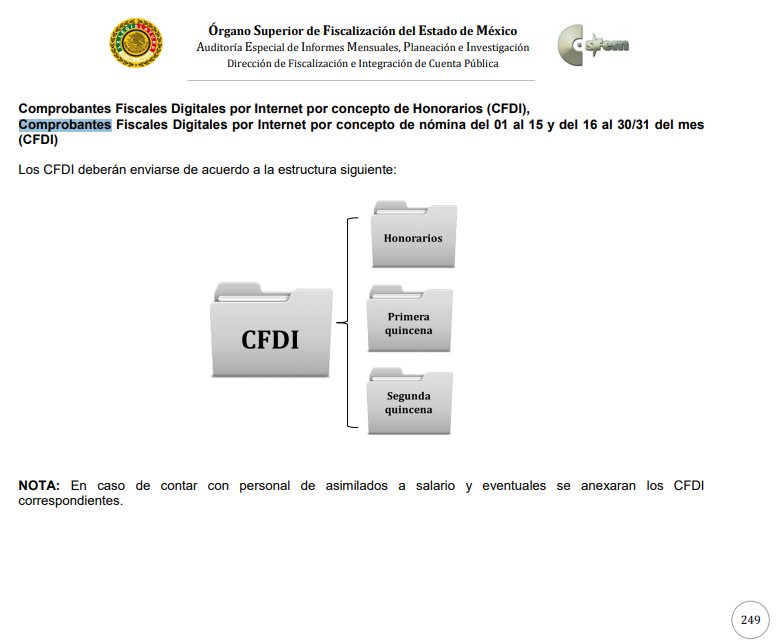 Órgano Superior de Fiscalización del Estado de México
Auditoría Especial de Informes Mensuales, Planeación e Investigación
Dirección de Fiscalización e Integración de Cuenta Pública
osfem
Comprobantes Fiscales Digitales por Internet por concepto de Honorarios (CFDI),
Comprobantes Fiscales Digitales por Internet por concepto de nómina del 01 al 15 y del 16 al 30/31 del mes
(CFDI)
Los CFDI deberán enviarse de acuerdo a la estructura siguiente:
Honorarios
Primera
quincena
CFDI
Segunda
quincena
NOTA: En caso de contar con personal de asimilados a salario y eventuales se anexaran los CFDI
correspondientes.
249